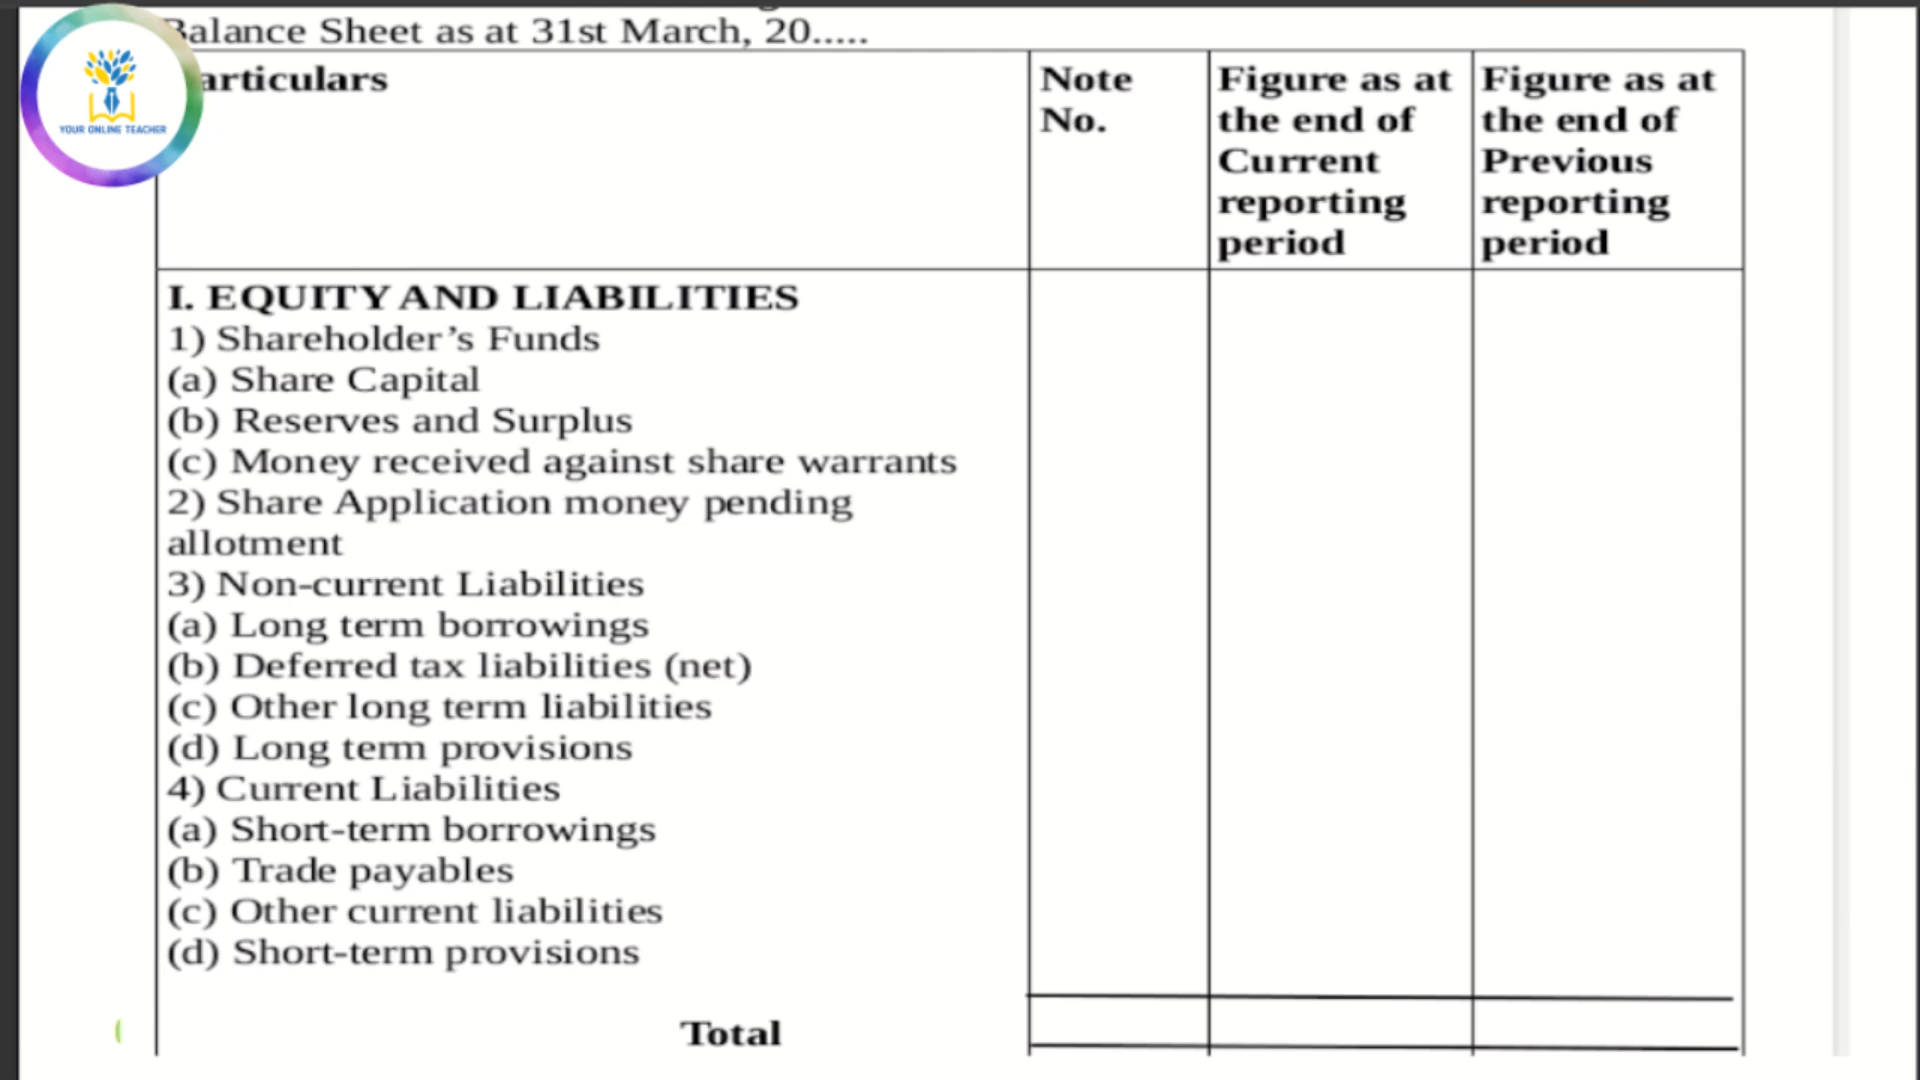 Balance Sheet as at 31st March, 20.....
YOUR ONLINE TEACHER
articulars
Note
No.
Figure as at
the end of
Current
reporting
period
Figure as at
the end of
Previous
reporting
period
I. EQUITY AND LIABILITIES
1) Shareholder’s Funds
(a) Share Capital
(b) Reserves and Surplus
(c) Money received against share warrants
2) Share Application money pending
allotment
3) Non-current Liabilities
(a) Long term borrowings
(b) Deferred tax liabilities (net)
(c) Other long term liabilities
(d) Long term provisions
4) Current Liabilities
(a) Short-term borrowings
(b) Trade payables
(c) Other current liabilities
(d) Short-term provisions
Total